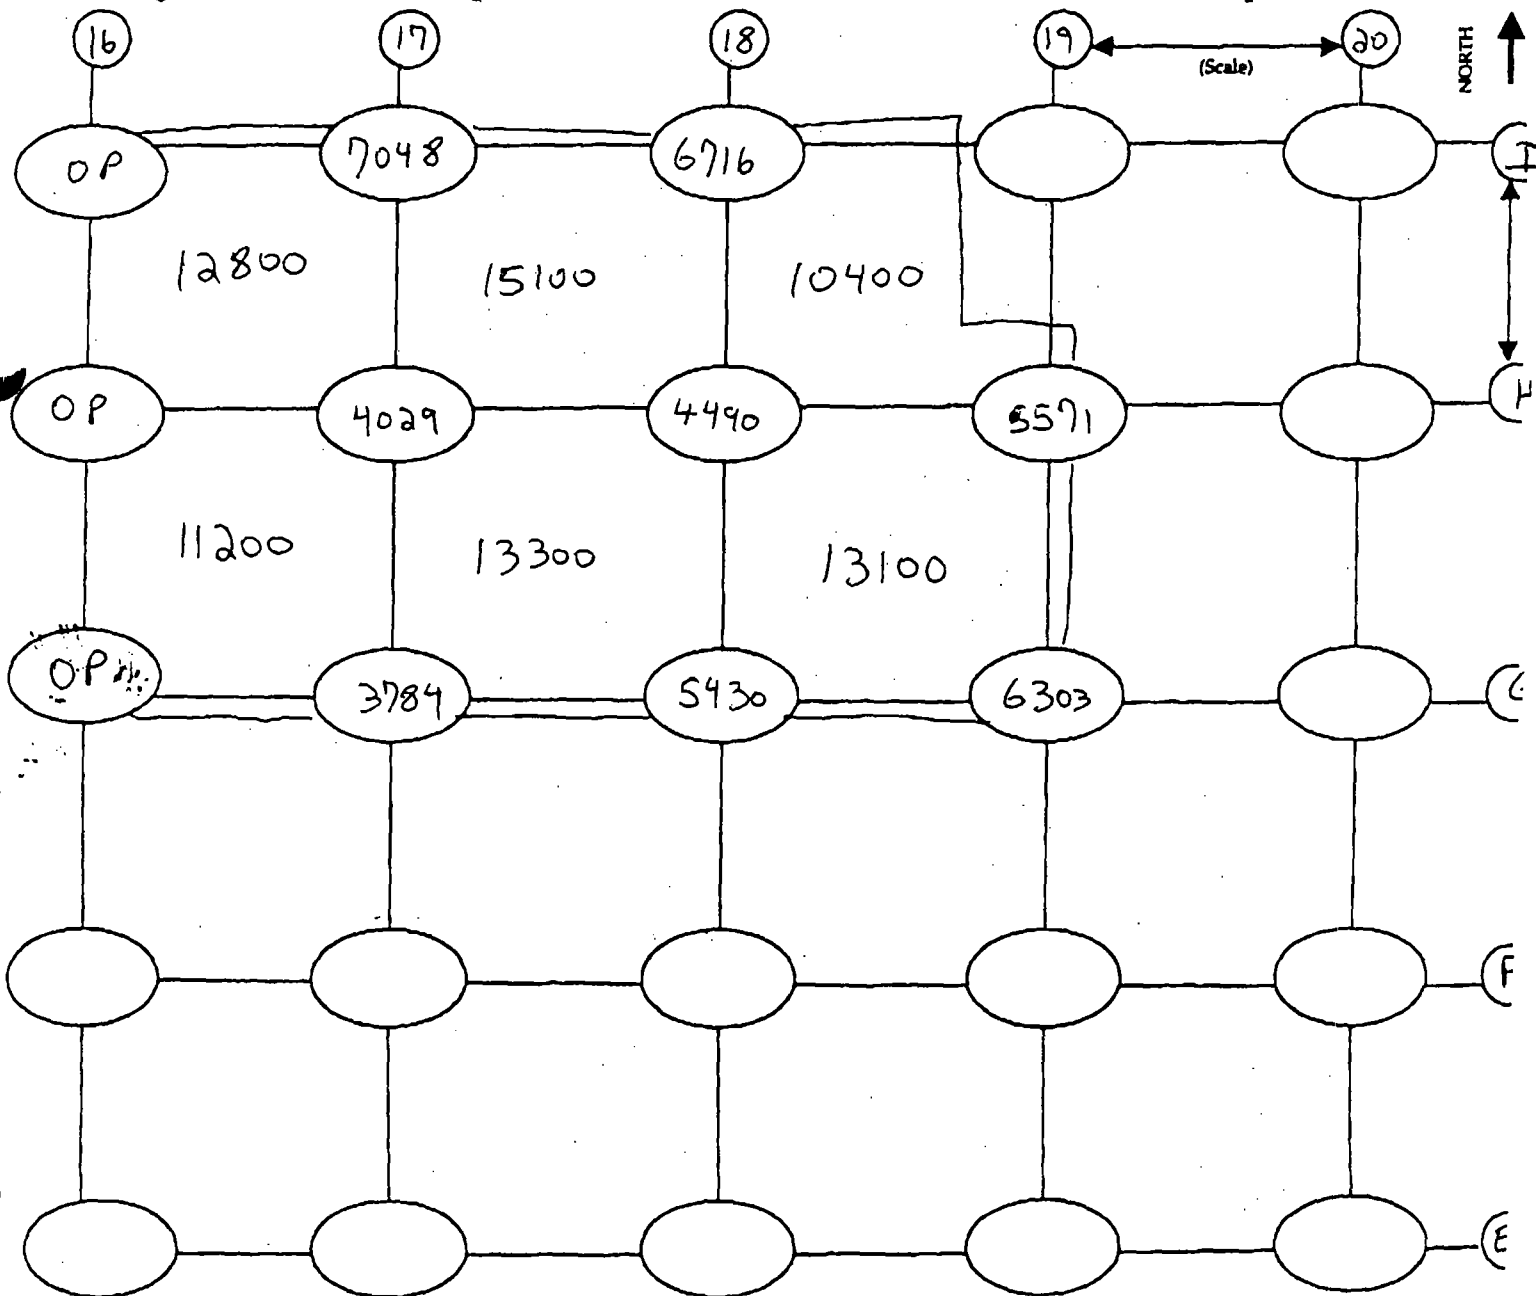 16 17 18 19 20
(Scale)
NORTH
OP 7048 6716 I
12800 15100 10400
OP 4029 4490 5571 H
11200 13300 13100
OP 3784 5430 6303 G
F
E